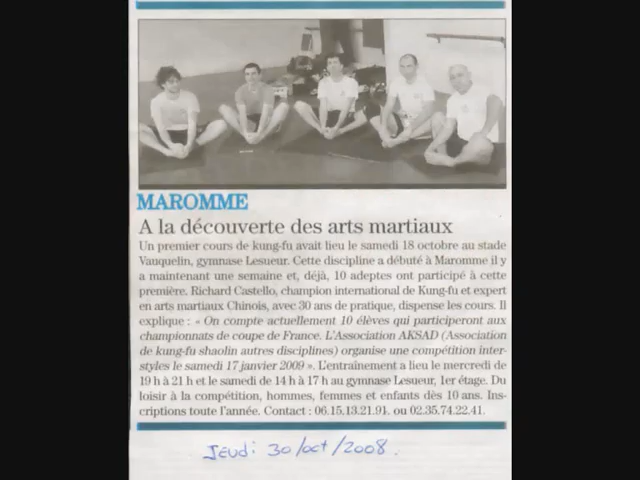 MAROMME
A la découverte des arts martiaux
Un premier cours de kung-fu avait lieu le samedi 18 octobre au stade
Vauquelin, gymnase Lesueur. Cette discipline a débuté à Maromme il y
a maintenant une semaine et, déjà, 10 adeptes ont participé à cette
première. Richard Castello, champion international de Kung-fu et expert
en arts martiaux Chinois, avec 30 ans de pratique, dispense les cours. Il
explique : « On compte actuellement 10 élèves qui participeront aux
championnats de coupe de France. L'Association AKSAD (Association
de kung-fu shaolin autres disciplines) organise une compétition inter-
styles le samedi 17 janvier 2009 ». L'entraînement a lieu le mercredi de
19 h à 21 h et le samedi de 14 h à 17 h au gymnase Lesueur, 1er étage. Du
loisir à la compétition, hommes, femmes et enfants dès 10 ans. Ins-
criptions toute l'année. Contact : 06.15.13.21.91. ou 02.35.74.22.41.
Jeudi 30/oct/2008.